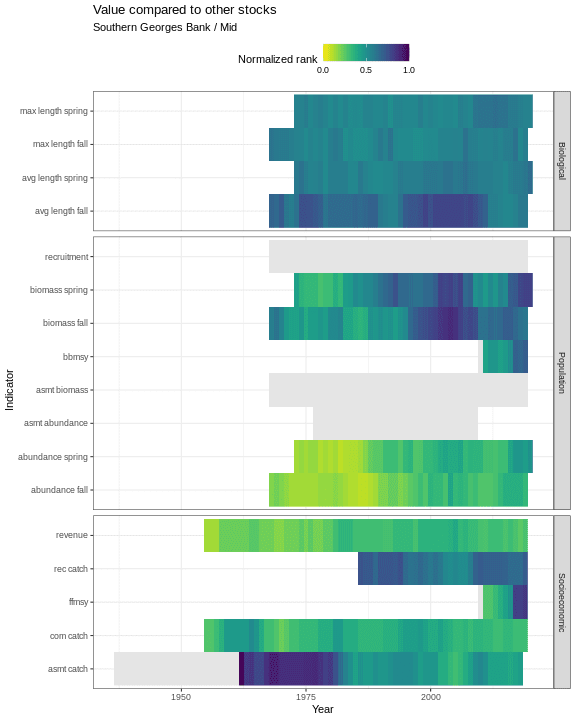 Value compared to other stocks
Southern Georges Bank / Mid
Normalized rank
0.0 0.5 1.0
max length spring
max length fall
avg length spring
avg length fall
Biological
recruitment
biomass spring
biomass fall
bbmsy
asmt biomass
asmt abundance
abundance spring
abundance fall
Population
revenue
rec catch
ffmsy
com catch
asmt catch
Socioeconomic
Indicator
1950 1975 2000
Year